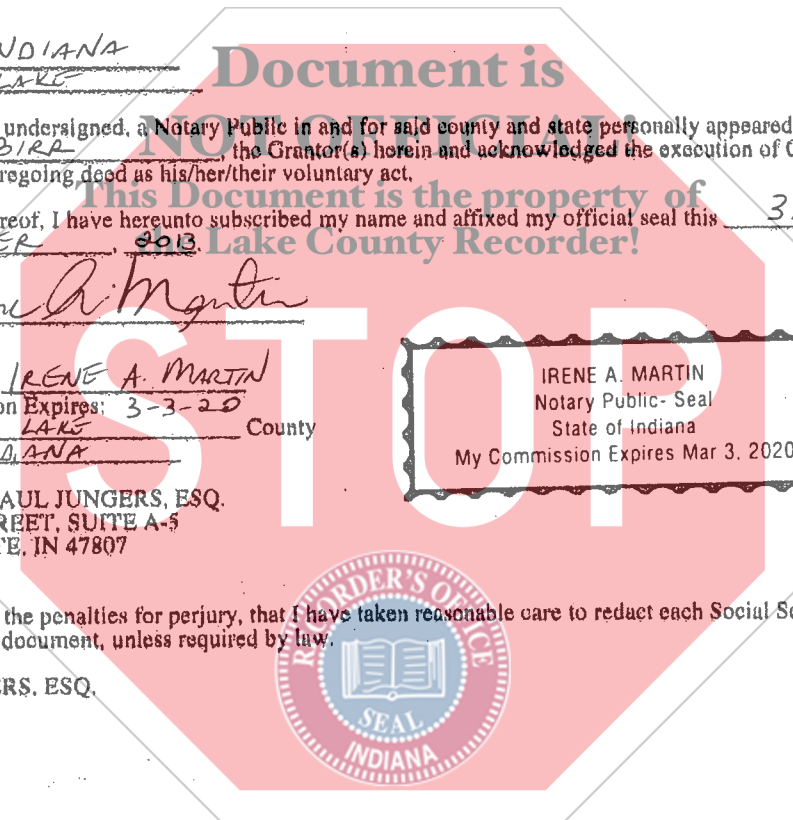 NDIANA
LAKE
Document is
NOT OFFICIAL!
undersigned, a Notary Public in and for said county and state personally appeared
BIRR, the Grantor(s) herein and acknowledged the execution of
regoing deed as his/her/their voluntary act.
This Document is the property of
the Lake County Recorder!
reof, I have hereunto subscribed my name and affixed my official seal this 3
ER, 2013.
A. Martin
STOP
IRENE A. MARTIN
on Expires: 3-3-20
LAKE County
DIANA
IRENE A. MARTIN
Notary Public- Seal
State of Indiana
My Commission Expires Mar 3, 2020
AUL JUNGERS, ESQ.
REET, SUITE A-5
TE, IN 47807
the penalties for perjury, that I have taken reasonable care to redact each Social
document, unless required by law.
ERS, ESQ.
RECORDER'S OFFICE
SEAL
INDIANA